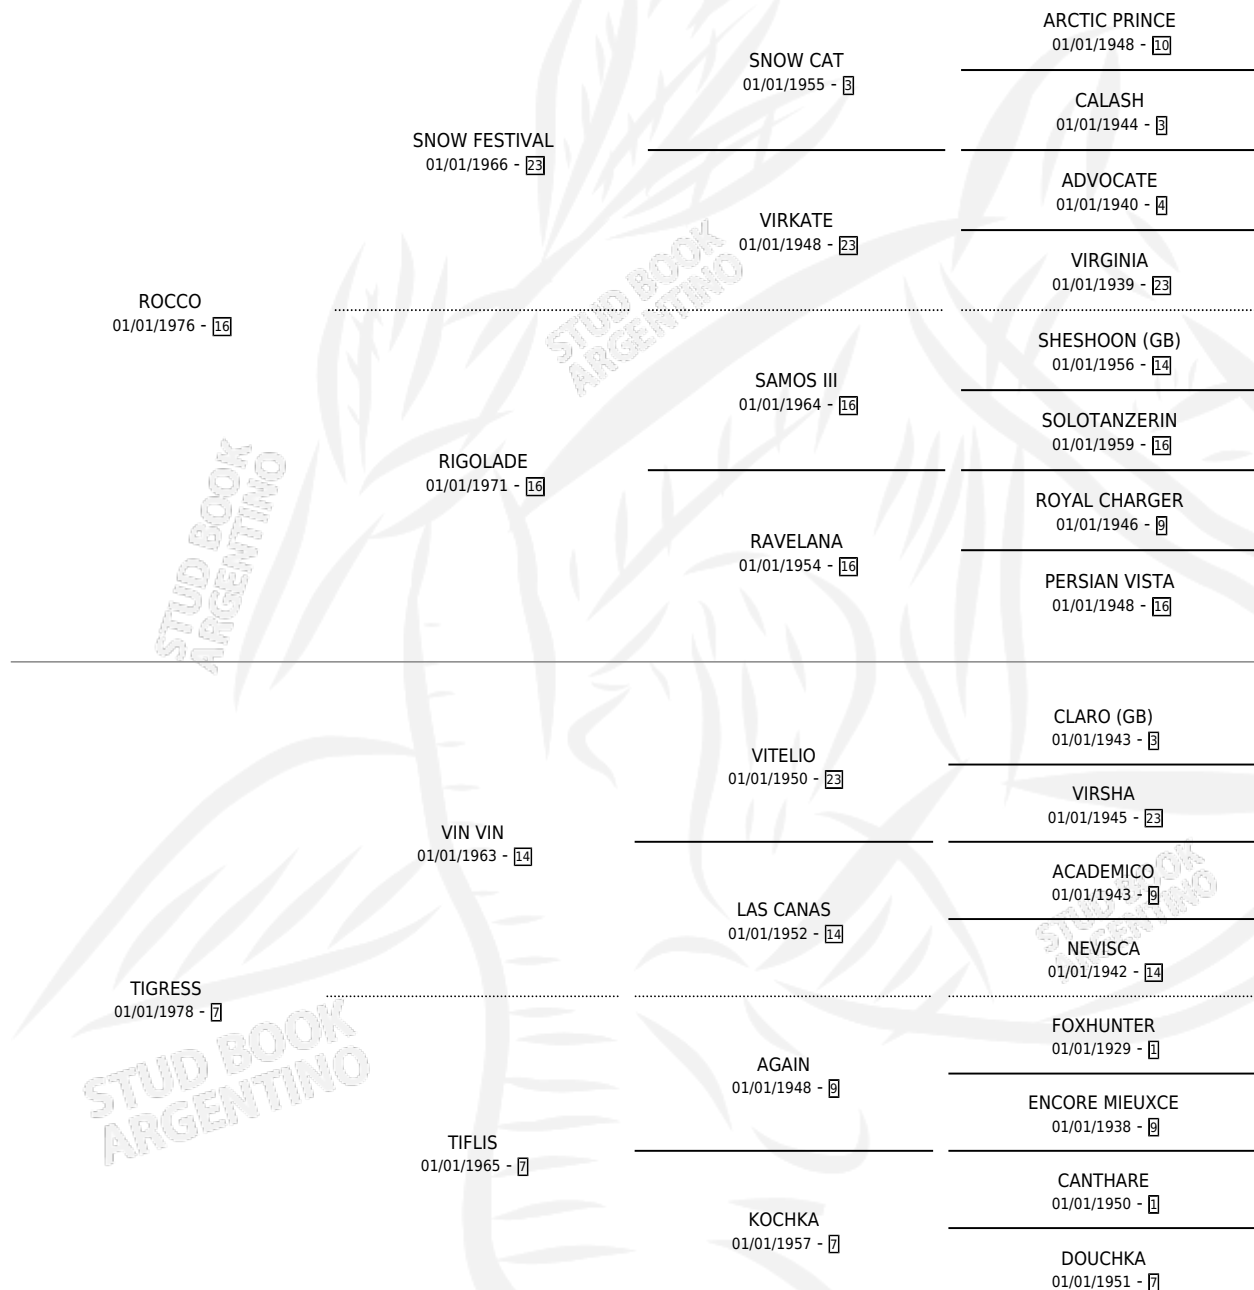 ARCTIC PRINCE
01/01/1948 - 10
SNOW CAT
01/01/1955 - 3
CALASH
01/01/1944 - 3
SNOW FESTIVAL
01/01/1966 - 23
ADVOCATE
01/01/1940 - 4
VIRKATE
01/01/1948 - 23
VIRGINIA
01/01/1939 - 23
ROCCO
01/01/1976 - 16
SHESHOON (GB)
01/01/1956 - 14
SAMOS III
01/01/1964 - 16
SOLOTANZERIN
01/01/1959 - 16
RIGOLADE
01/01/1971 - 16
ROYAL CHARGER
01/01/1946 - 9
RAVELANA
01/01/1954 - 16
PERSIAN VISTA
01/01/1948 - 16
CLARO (GB)
01/01/1943 - 3
VITELIO
01/01/1950 - 23
VIRSHA
01/01/1945 - 23
VIN VIN
01/01/1963 - 14
ACADEMICO
01/01/1943 - 9
LAS CANAS
01/01/1952 - 14
NEVISCA
01/01/1942 - 14
TIGRESS
01/01/1978 - 7
FOXHUNTER
01/01/1929 - 1
AGAIN
01/01/1948 - 9
ENCORE MIEUXCE
01/01/1938 - 9
TIFLIS
01/01/1965 - 7
CANTHARE
01/01/1950 - 1
KOCHKA
01/01/1957 - 7
DOUCHKA
01/01/1951 - 7
STUD BOOK
ARGENTINO
STUD BOOK
ARGENTINO
STUD BOOK
ARGENTINO
STUD BOOK
ARGENTINO